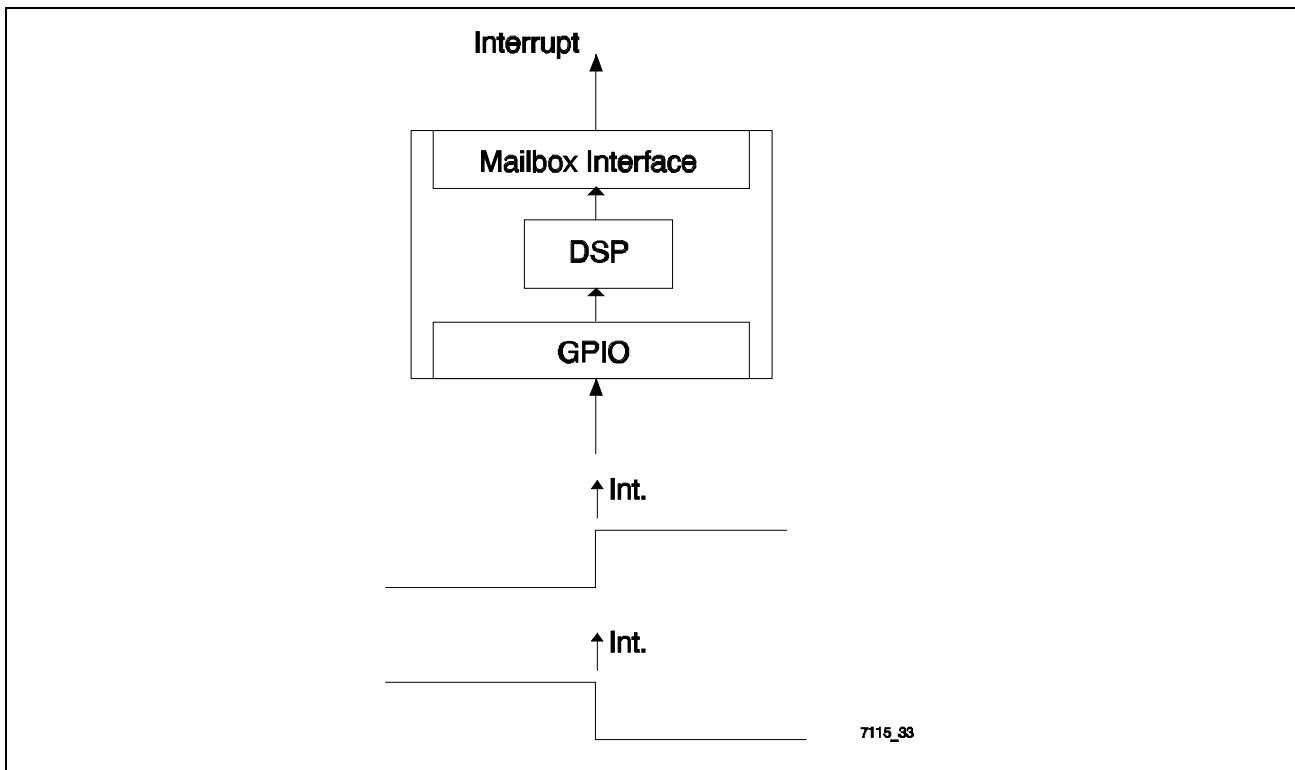 Interrupt
Mailbox Interface
DSP
GPIO
Int.
Int.
7115_33